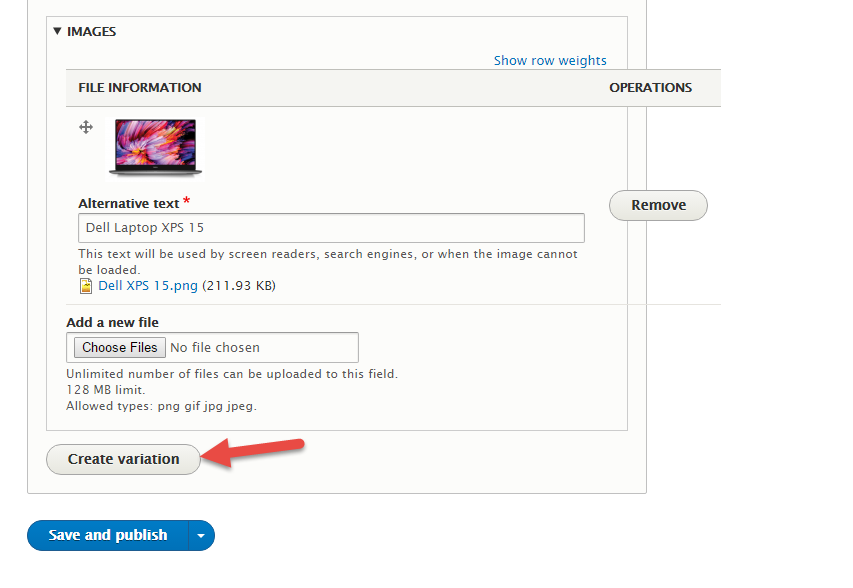 IMAGES
Show row weights
FILE INFORMATION
OPERATIONS
Alternative text *
Remove
Dell Laptop XPS 15
This text will be used by screen readers, search engines, or when the image cannot
be loaded.
Dell XPS 15.png (211.93 KB)
Add a new file
Choose Files No file chosen
Unlimited number of files can be uploaded to this field.
128 MB limit.
Allowed types: png gif jpg jpeg.
Create variation
Save and publish